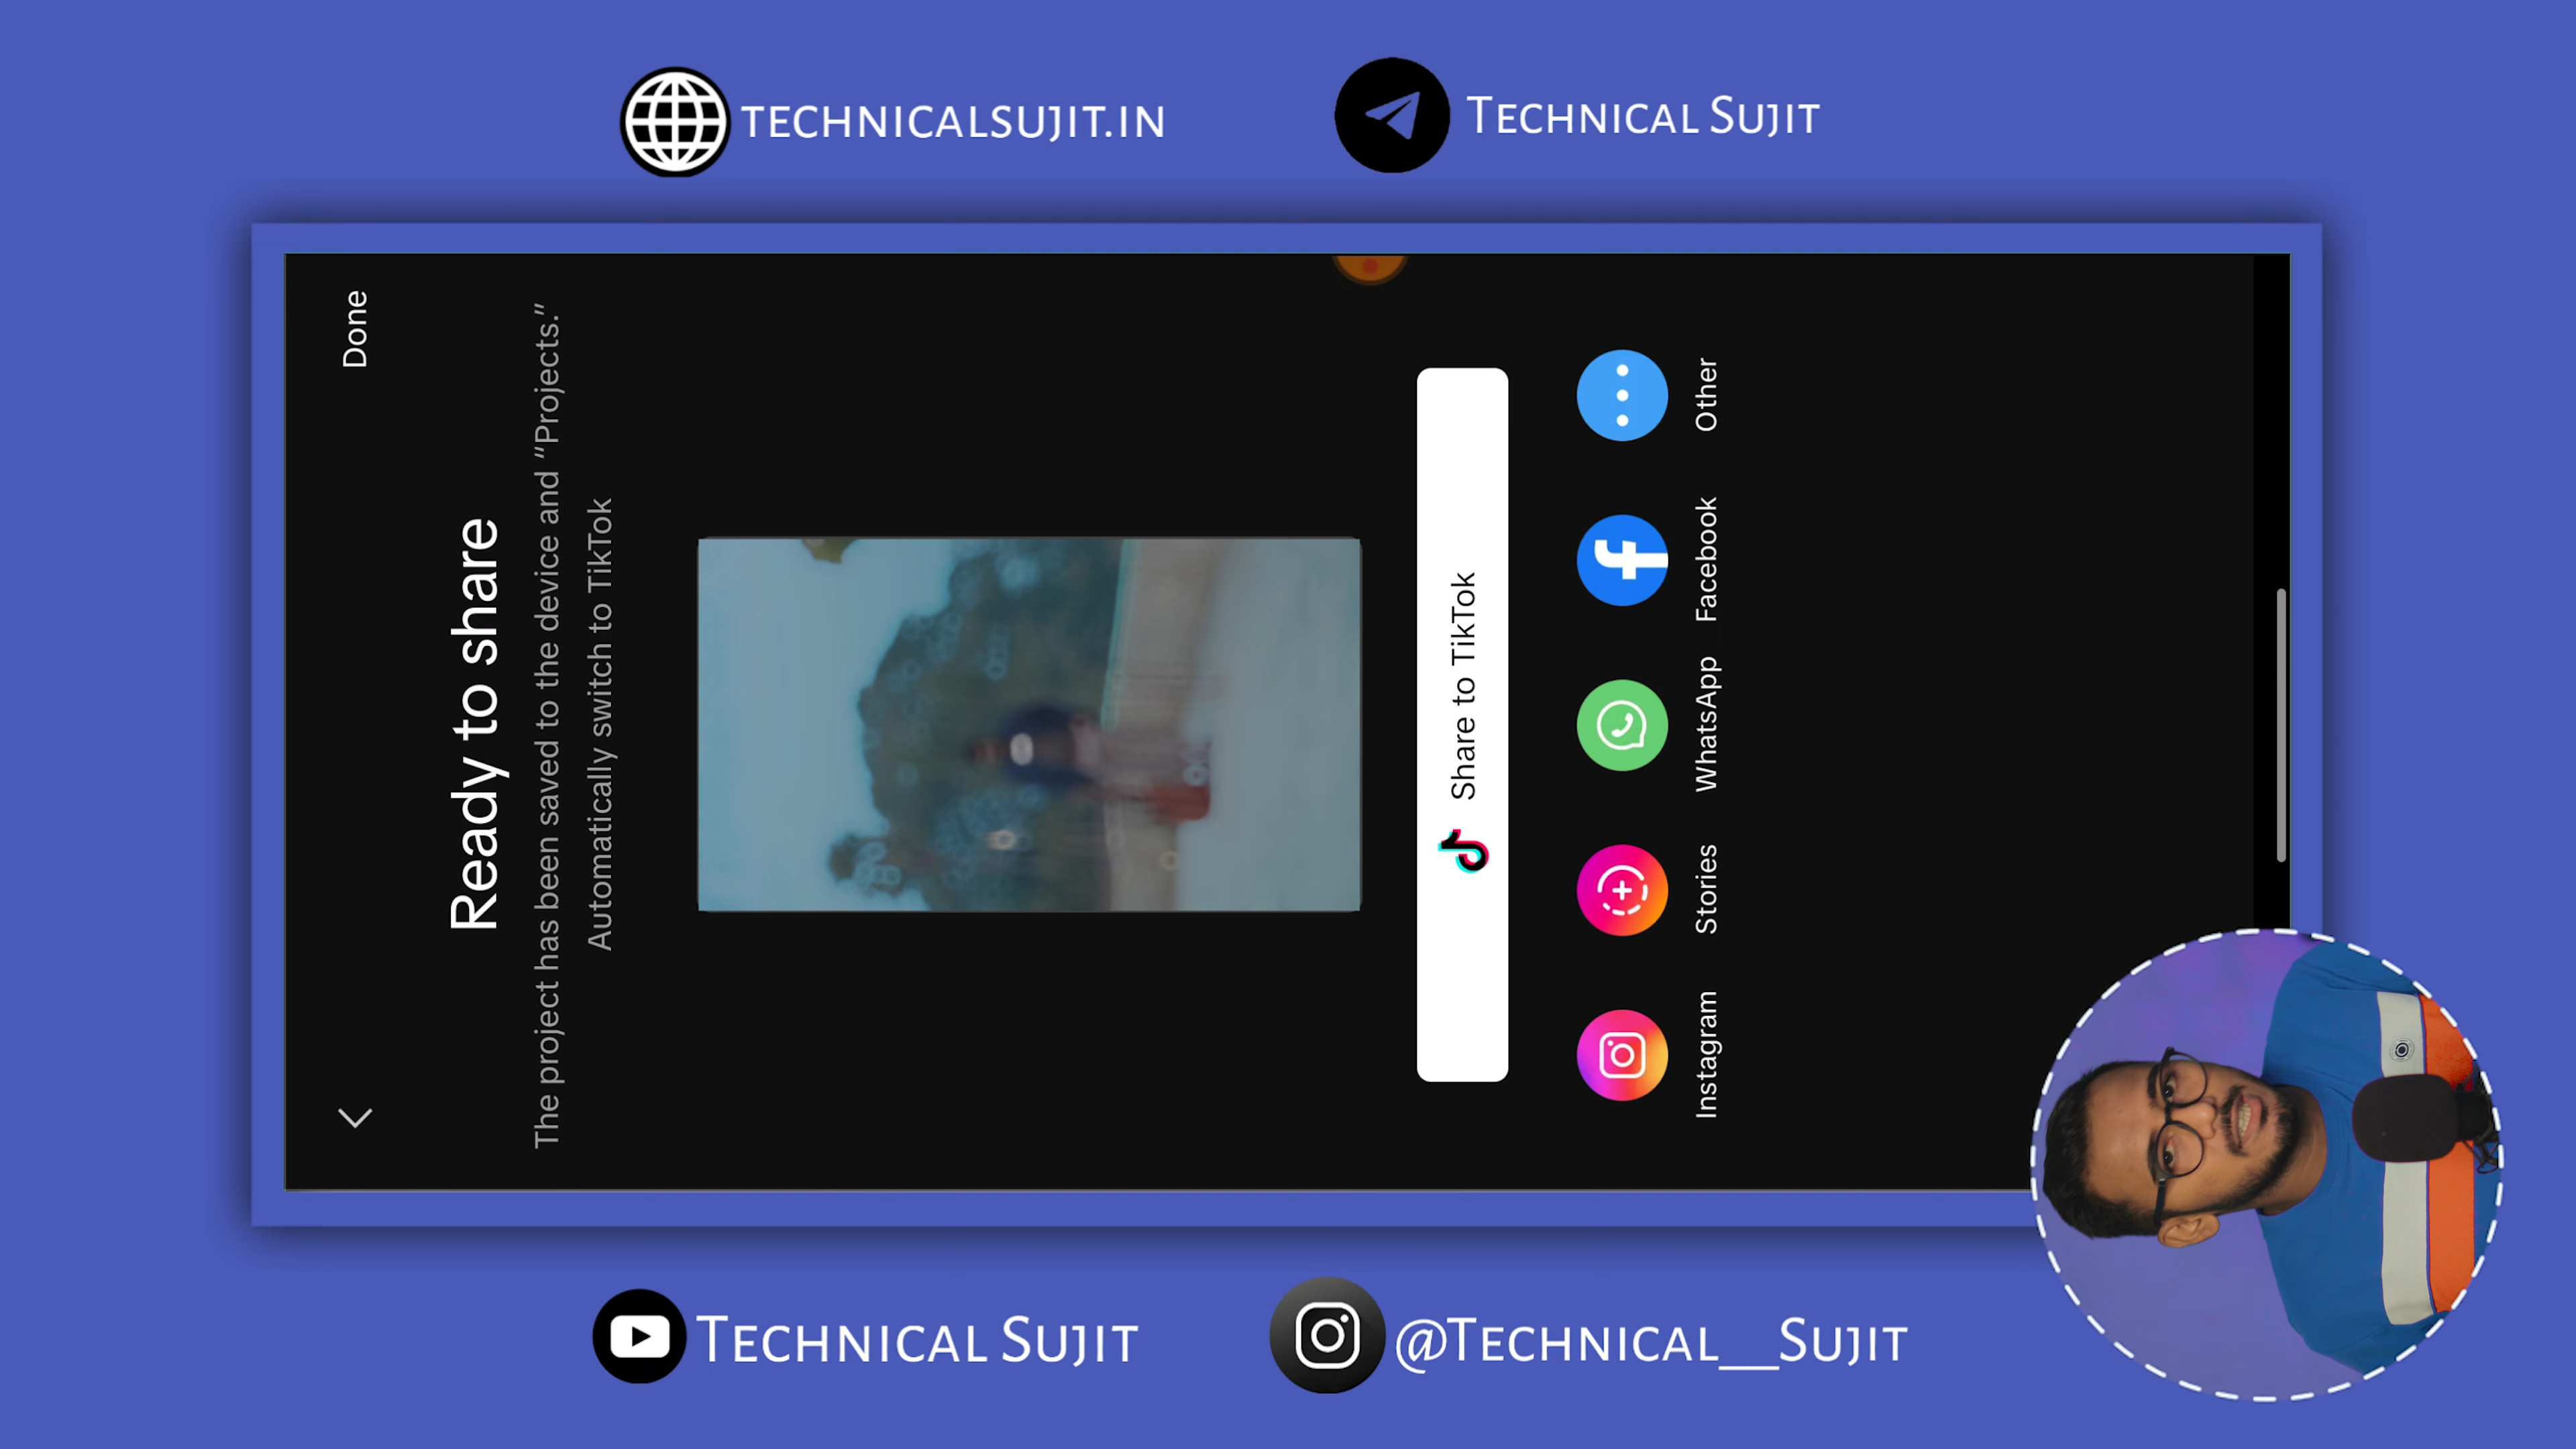 TECHNICALSUJIT.IN
TECHNICAL SUJIT
Done
Ready to share
The project has been saved to the device and “Projects.”
Automatically switch to TikTok
Share to TikTok
Instagram
Stories
WhatsApp
Facebook
Other
TECHNICAL SUJIT
@TECHNICAL__SUJIT